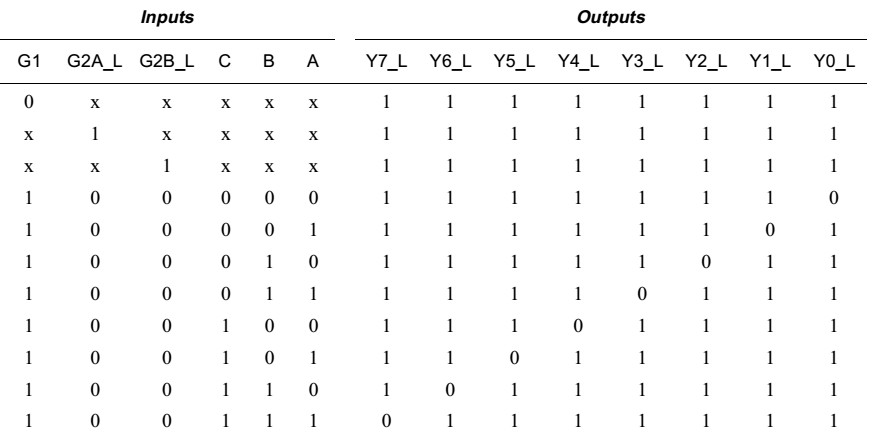 Inputs Outputs
G1 G2A_L G2B_L C B A Y7_L Y6_L Y5_L Y4_L Y3_L Y2_L Y1_L Y0_L
0 x x x x x 1 1 1 1 1 1 1 1
x 1 x x x x 1 1 1 1 1 1 1 1
x x 1 x x x 1 1 1 1 1 1 1 1
1 0 0 0 0 0 1 1 1 1 1 1 1 0
1 0 0 0 0 1 1 1 1 1 1 1 0 1
1 0 0 0 1 0 1 1 1 1 1 0 1 1
1 0 0 0 1 1 1 1 1 1 0 1 1 1
1 0 0 1 0 0 1 1 1 0 1 1 1 1
1 0 0 1 0 1 1 1 0 1 1 1 1 1
1 0 0 1 1 0 1 0 1 1 1 1 1 1
1 0 0 1 1 1 0 1 1 1 1 1 1 1